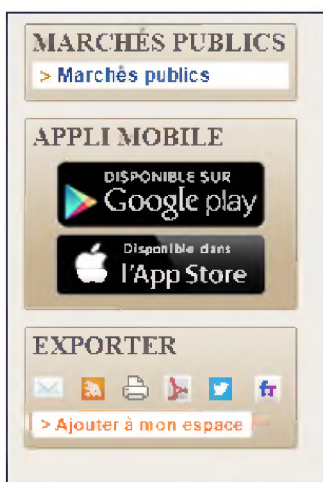 MARCHÉS PUBLICS
> Marchés publics
APPLI MOBILE
DISPONIBLE SUR
Google play
Disponible dans
l'App Store
EXPORTER
> Ajouter à mon espace